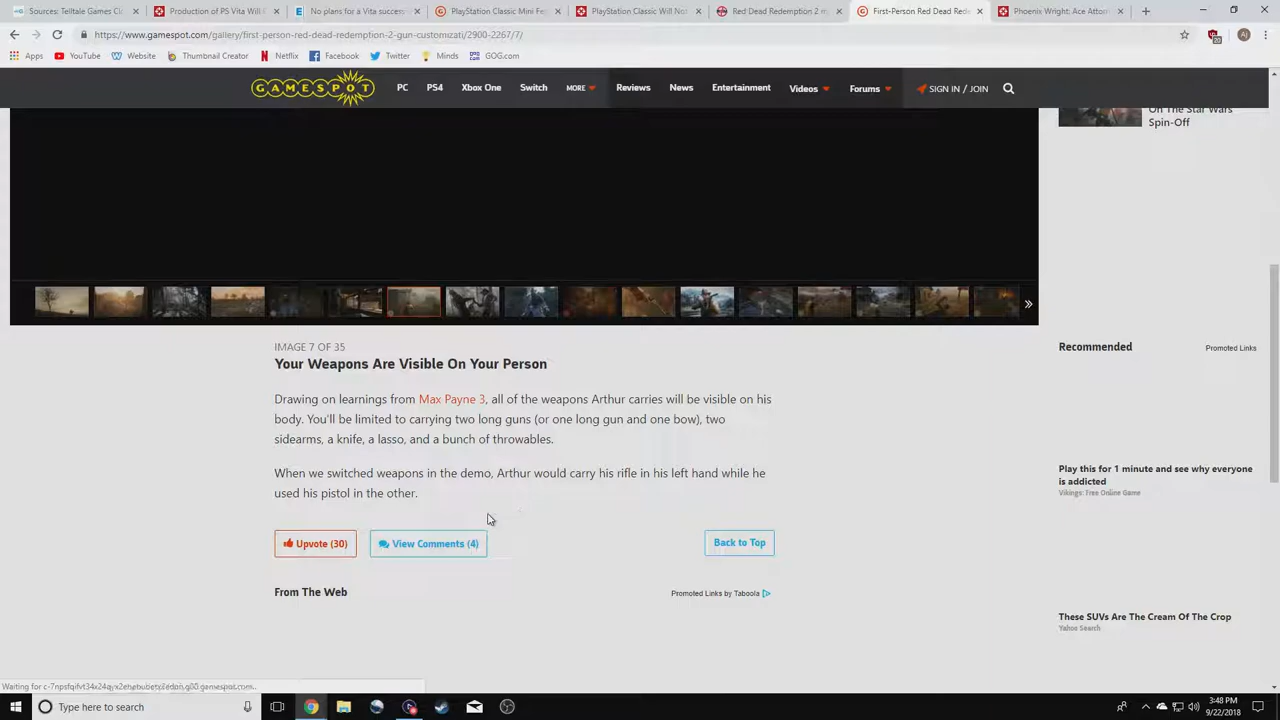 Sources: Telltale Games Cl
Production of PS Vita Will
No plans for a Vita success
PlayStation Classic Mini Fe
PlayStation Classic Will No
Red Dead Redemption 2 m
First-Person Red Dead Rede
Phoenix Wright: Ace Attor
AJ
https://www.gamespot.com/gallery/first-person-red-dead-redemption-2-gun-customizati/2900-2267/7/
Apps YouTube Website Thumbnail Creator Netflix Facebook Twitter Minds GOG.com
GAMESPOT PC PS4 Xbox One Switch MORE Reviews News Entertainment Videos Forums SIGN IN / JOIN
On The Star Wars
Spin-Off
IMAGE 7 OF 35
Your Weapons Are Visible On Your Person
Drawing on learnings from Max Payne 3, all of the weapons Arthur carries will be visible on his
body. You'll be limited to carrying two long guns (or one long gun and one bow), two
sidearms, a knife, a lasso, and a bunch of throwables.
When we switched weapons in the demo, Arthur would carry his rifle in his left hand while he
used his pistol in the other.
Upvote (30) View Comments (4) Back to Top
From The Web Promoted Links by Taboola
Recommended Promoted Links
Play this for 1 minute and see why everyone
is addicted
Vikings: Free Online Game
These SUVs Are The Cream Of The Crop
Yahoo Search
Type here to search
3:48 PM
9/22/2018